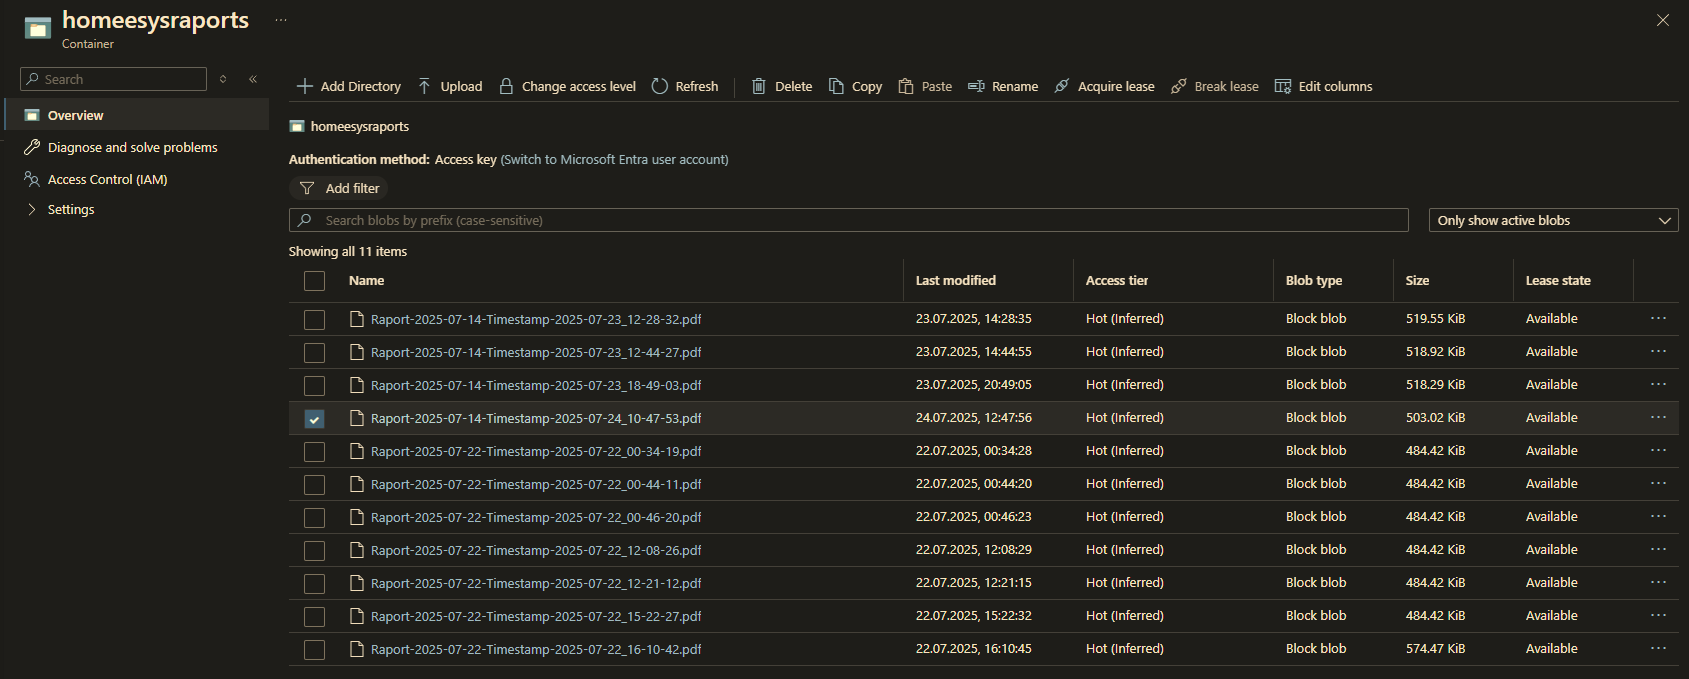 homeesysraports ...
Container
Search
Overview
Diagnose and solve problems
Access Control (IAM)
Settings
Add Directory Upload Change access level Refresh Delete Copy Paste Rename Acquire lease Break lease Edit columns
homeesysraports
Authentication method: Access key (Switch to Microsoft Entra user account)
Add filter
Search blobs by prefix (case-sensitive) Only show active blobs
Showing all 11 items
Name Last modified Access tier Blob type Size Lease state
Raport-2025-07-14-Timestamp-2025-07-23_12-28-32.pdf 23.07.2025, 14:28:35 Hot (Inferred) Block blob 519.55 KiB Available ...
Raport-2025-07-14-Timestamp-2025-07-23_12-44-27.pdf 23.07.2025, 14:44:55 Hot (Inferred) Block blob 518.92 KiB Available ...
Raport-2025-07-14-Timestamp-2025-07-23_18-49-03.pdf 23.07.2025, 20:49:05 Hot (Inferred) Block blob 518.29 KiB Available ...
Raport-2025-07-14-Timestamp-2025-07-24_10-47-53.pdf 24.07.2025, 12:47:56 Hot (Inferred) Block blob 503.02 KiB Available ...
Raport-2025-07-22-Timestamp-2025-07-22_00-34-19.pdf 22.07.2025, 00:34:28 Hot (Inferred) Block blob 484.42 KiB Available ...
Raport-2025-07-22-Timestamp-2025-07-22_00-44-11.pdf 22.07.2025, 00:44:20 Hot (Inferred) Block blob 484.42 KiB Available ...
Raport-2025-07-22-Timestamp-2025-07-22_00-46-20.pdf 22.07.2025, 00:46:23 Hot (Inferred) Block blob 484.42 KiB Available ...
Raport-2025-07-22-Timestamp-2025-07-22_12-08-26.pdf 22.07.2025, 12:08:29 Hot (Inferred) Block blob 484.42 KiB Available ...
Raport-2025-07-22-Timestamp-2025-07-22_12-21-12.pdf 22.07.2025, 12:21:15 Hot (Inferred) Block blob 484.42 KiB Available ...
Raport-2025-07-22-Timestamp-2025-07-22_15-22-27.pdf 22.07.2025, 15:22:32 Hot (Inferred) Block blob 484.42 KiB Available ...
Raport-2025-07-22-Timestamp-2025-07-22_16-10-42.pdf 22.07.2025, 16:10:45 Hot (Inferred) Block blob 574.47 KiB Available ...